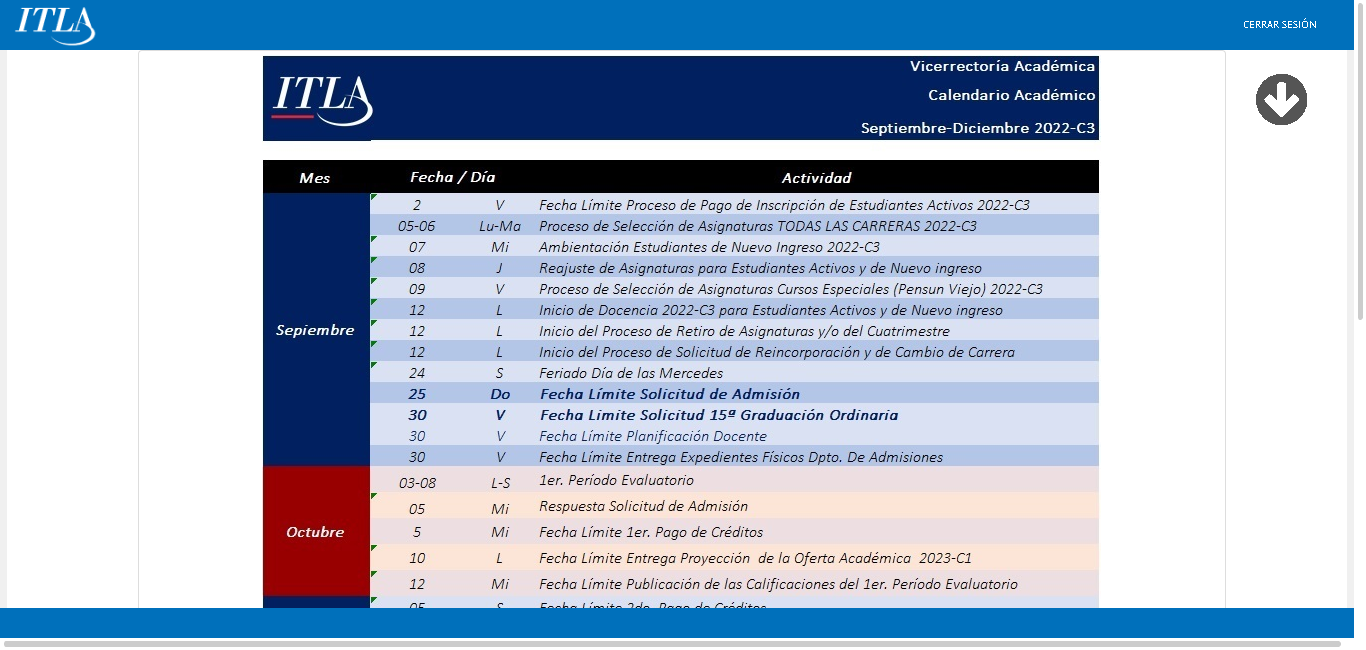 ITLA
CERRAR SESIÓN
ITLA
Vicerrectoría Académica
Calendario Académico
Septiembre-Diciembre 2022-C3
Mes Fecha / Día Actividad
Sepiembre
2 V Fecha Límite Proceso de Pago de Inscripción de Estudiantes Activos 2022-C3
05-06 Lu-Ma Proceso de Selección de Asignaturas TODAS LAS CARRERAS 2022-C3
07 Mi Ambientación Estudiantes de Nuevo Ingreso 2022-C3
08 J Reajuste de Asignaturas para Estudiantes Activos y de Nuevo ingreso
09 V Proceso de Selección de Asignaturas Cursos Especiales (Pensun Viejo) 2022-C3
12 L Inicio de Docencia 2022-C3 para Estudiantes Activos y de Nuevo ingreso
12 L Inicio del Proceso de Retiro de Asignaturas y/o del Cuatrimestre
12 L Inicio del Proceso de Solicitud de Reincorporación y de Cambio de Carrera
24 S Feriado Día de las Mercedes
25 Do Fecha Límite Solicitud de Admisión
30 V Fecha Límite Solicitud 15ª Graduación Ordinaria
30 V Fecha Límite Planificación Docente
30 V Fecha Límite Entrega Expedientes Físicos Dpto. De Admisiones
Octubre
03-08 L-S 1er. Período Evaluatorio
05 Mi Respuesta Solicitud de Admisión
5 Mi Fecha Límite 1er. Pago de Créditos
10 L Fecha Límite Entrega Proyección de la Oferta Académica 2023-C1
12 Mi Fecha Límite Publicación de las Calificaciones del 1er. Período Evaluatorio
05 S Fecha Límite 2do. Pago de Créditos